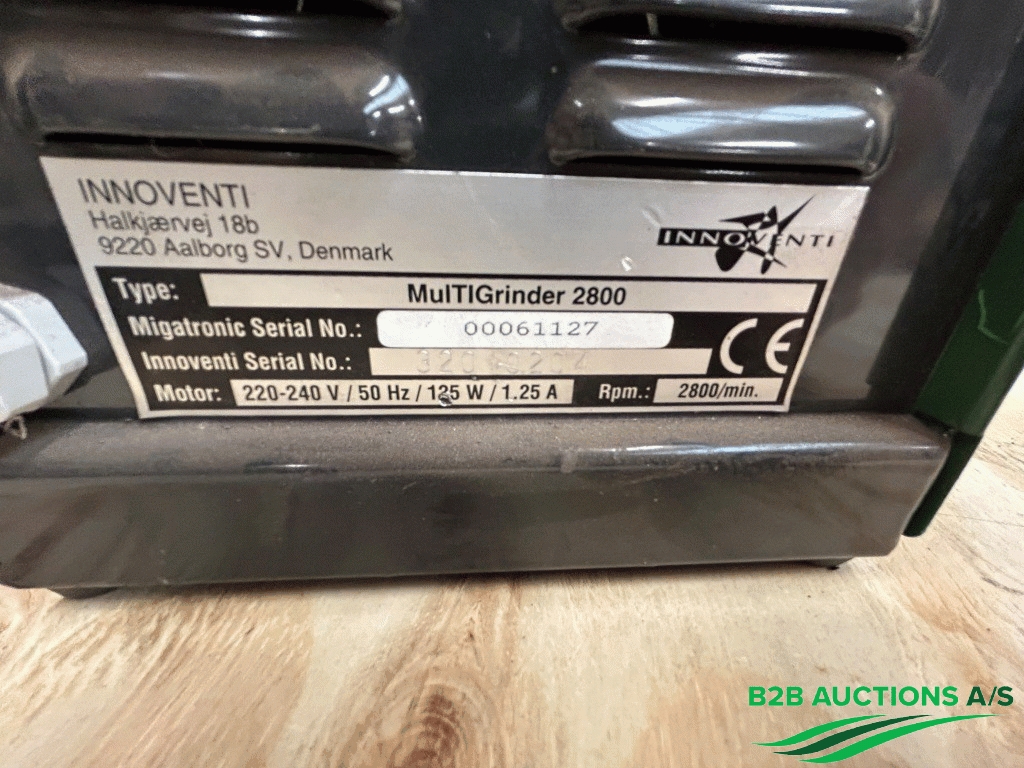 INNOVENTI
Halkjærvej 18b
9220 Aalborg SV, Denmark
INNOVENTI
Type: MulTIGrinder 2800
Migatronic Serial No.: 00061127
Innoventi Serial No.:
CE
Motor: 220-240 V / 50 Hz / 125 W / 1.25 A Rpm.: 2800/min.
B2B AUCTIONS A/S